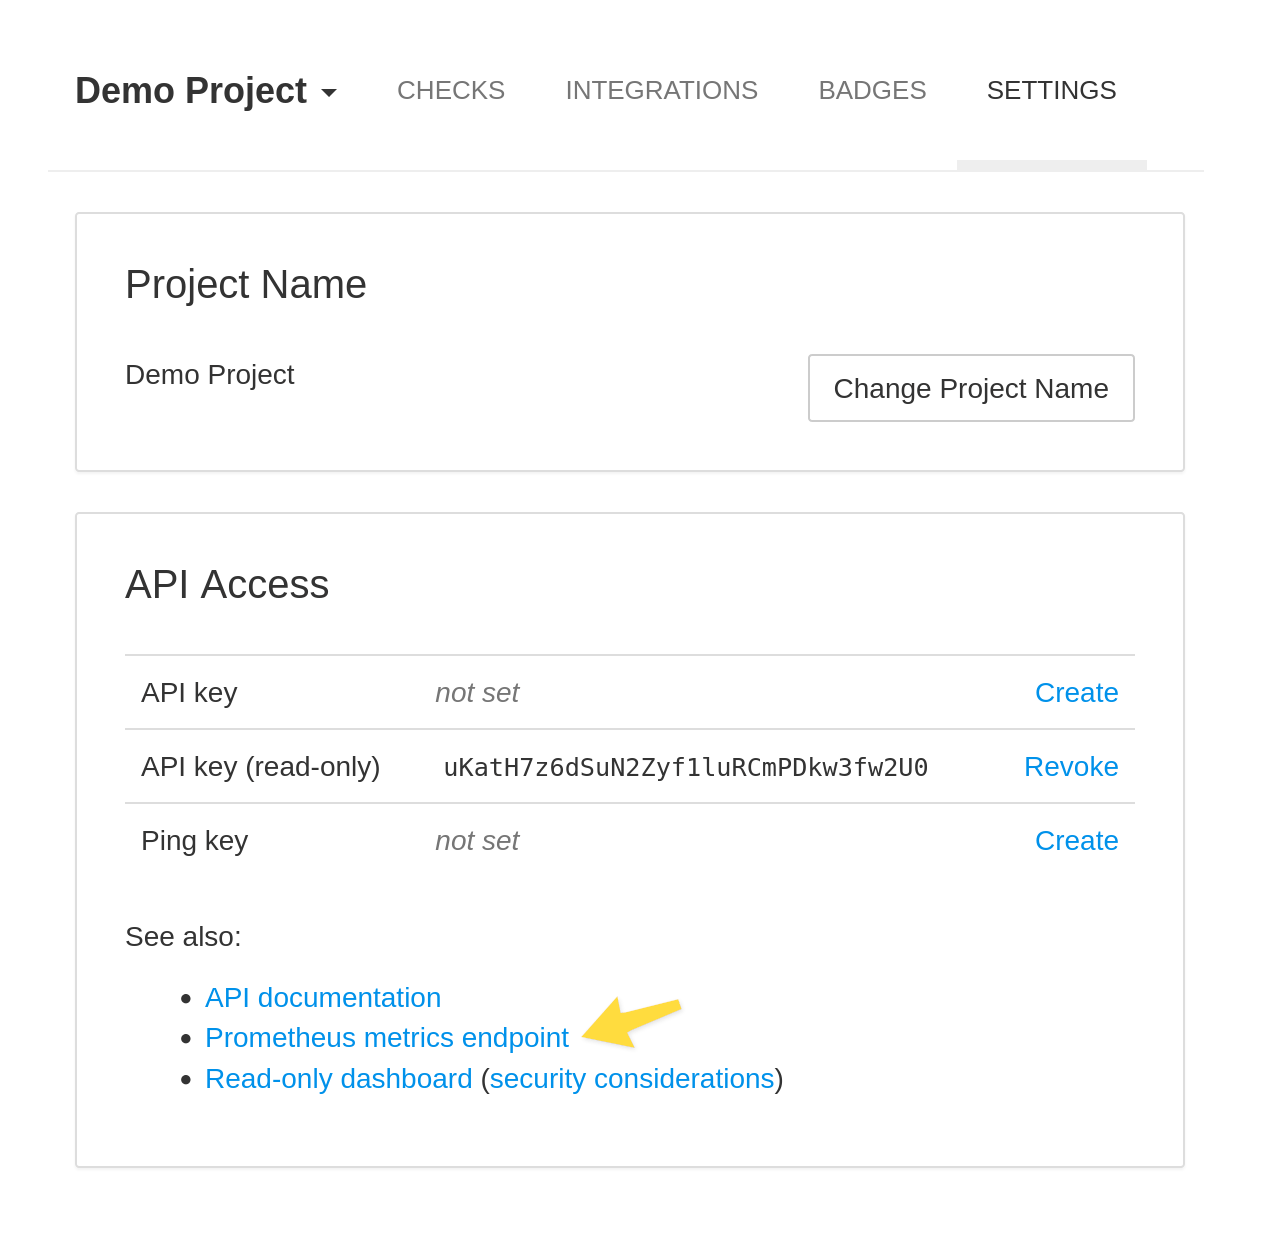 Demo Project CHECKS INTEGRATIONS BADGES SETTINGS
Project Name
Demo Project Change Project Name
API Access
API key not set Create
API key (read-only) uKatH7z6dSuN2Zyf1luRCmPDkw3fw2U0 Revoke
Ping key not set Create
See also:
API documentation
Prometheus metrics endpoint
Read-only dashboard (security considerations)